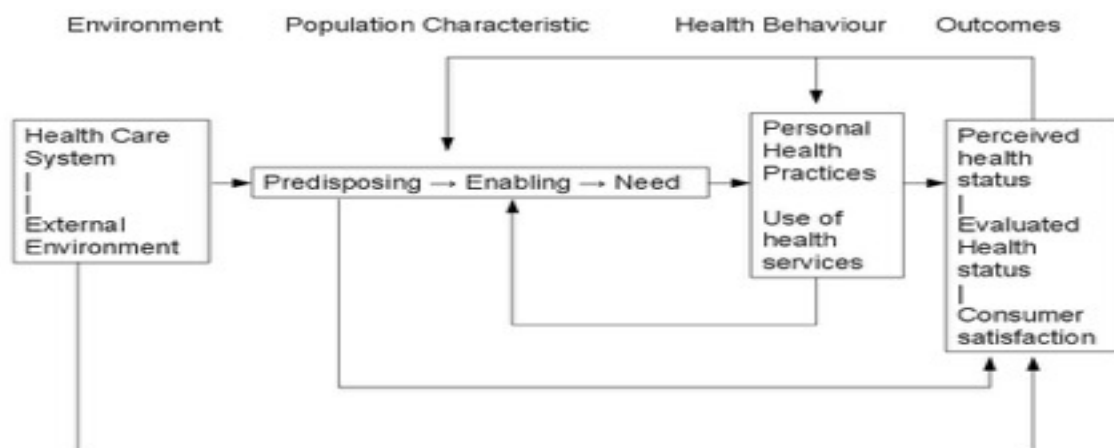 Environment Population Characteristic Health Behaviour Outcomes
Health Care
System
External
Environment
Predisposing → Enabling → Need
Personal
Health
Practices
Use of
health
services
Perceived
health
status
Evaluated
Health
status
Consumer
satisfaction